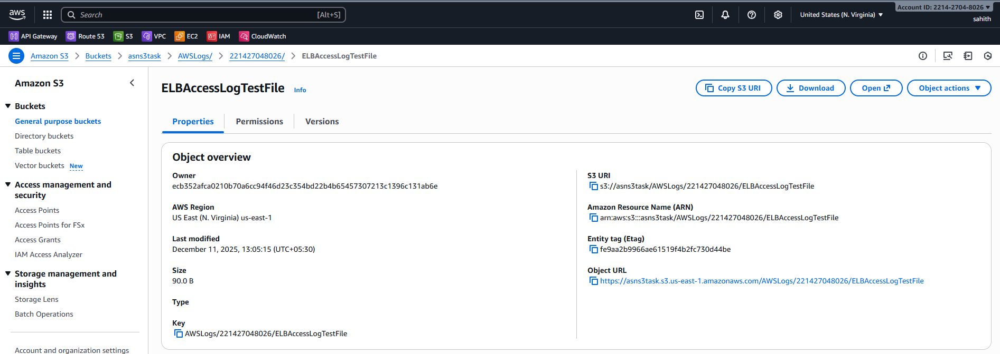 aws
Search
[Alt+S]
United States (N. Virginia)
Account ID: 2214-2704-8026
sahith
API Gateway
Route 53
S3
VPC
EC2
IAM
CloudWatch
Amazon S3
Buckets
asns3task
AWSLogs/
221427048026/
ELBAccessLogTestFile
Amazon S3
Buckets
General purpose buckets
Directory buckets
Table buckets
Vector buckets New
Access management and
security
Access Points
Access Points for FSx
Access Grants
IAM Access Analyzer
Storage management and
insights
Storage Lens
Batch Operations
Account and organization settings
ELBAccessLogTestFile Info
Copy S3 URI
Download
Open
Object actions
Properties
Permissions
Versions
Object overview
Owner
ecb352afca0210b70a6cc94f46d23c354bd22b4b65457307213c1396c131ab6e
AWS Region
US East (N. Virginia) us-east-1
Last modified
December 11, 2025, 13:05:15 (UTC+05:30)
Size
90.0 B
Type
Key
AWSLogs/221427048026/ELBAccessLogTestFile
S3 URI
s3://asns3task/AWSLogs/221427048026/ELBAccessLogTestFile
Amazon Resource Name (ARN)
arn:aws:s3:::asns3task/AWSLogs/221427048026/ELBAccessLogTestFile
Entity tag (Etag)
fe9aa2b9966ae61519f4b2fc730d44be
Object URL
https://asns3task.s3.us-east-1.amazonaws.com/AWSLogs/221427048026/ELBAccessLogTestFile